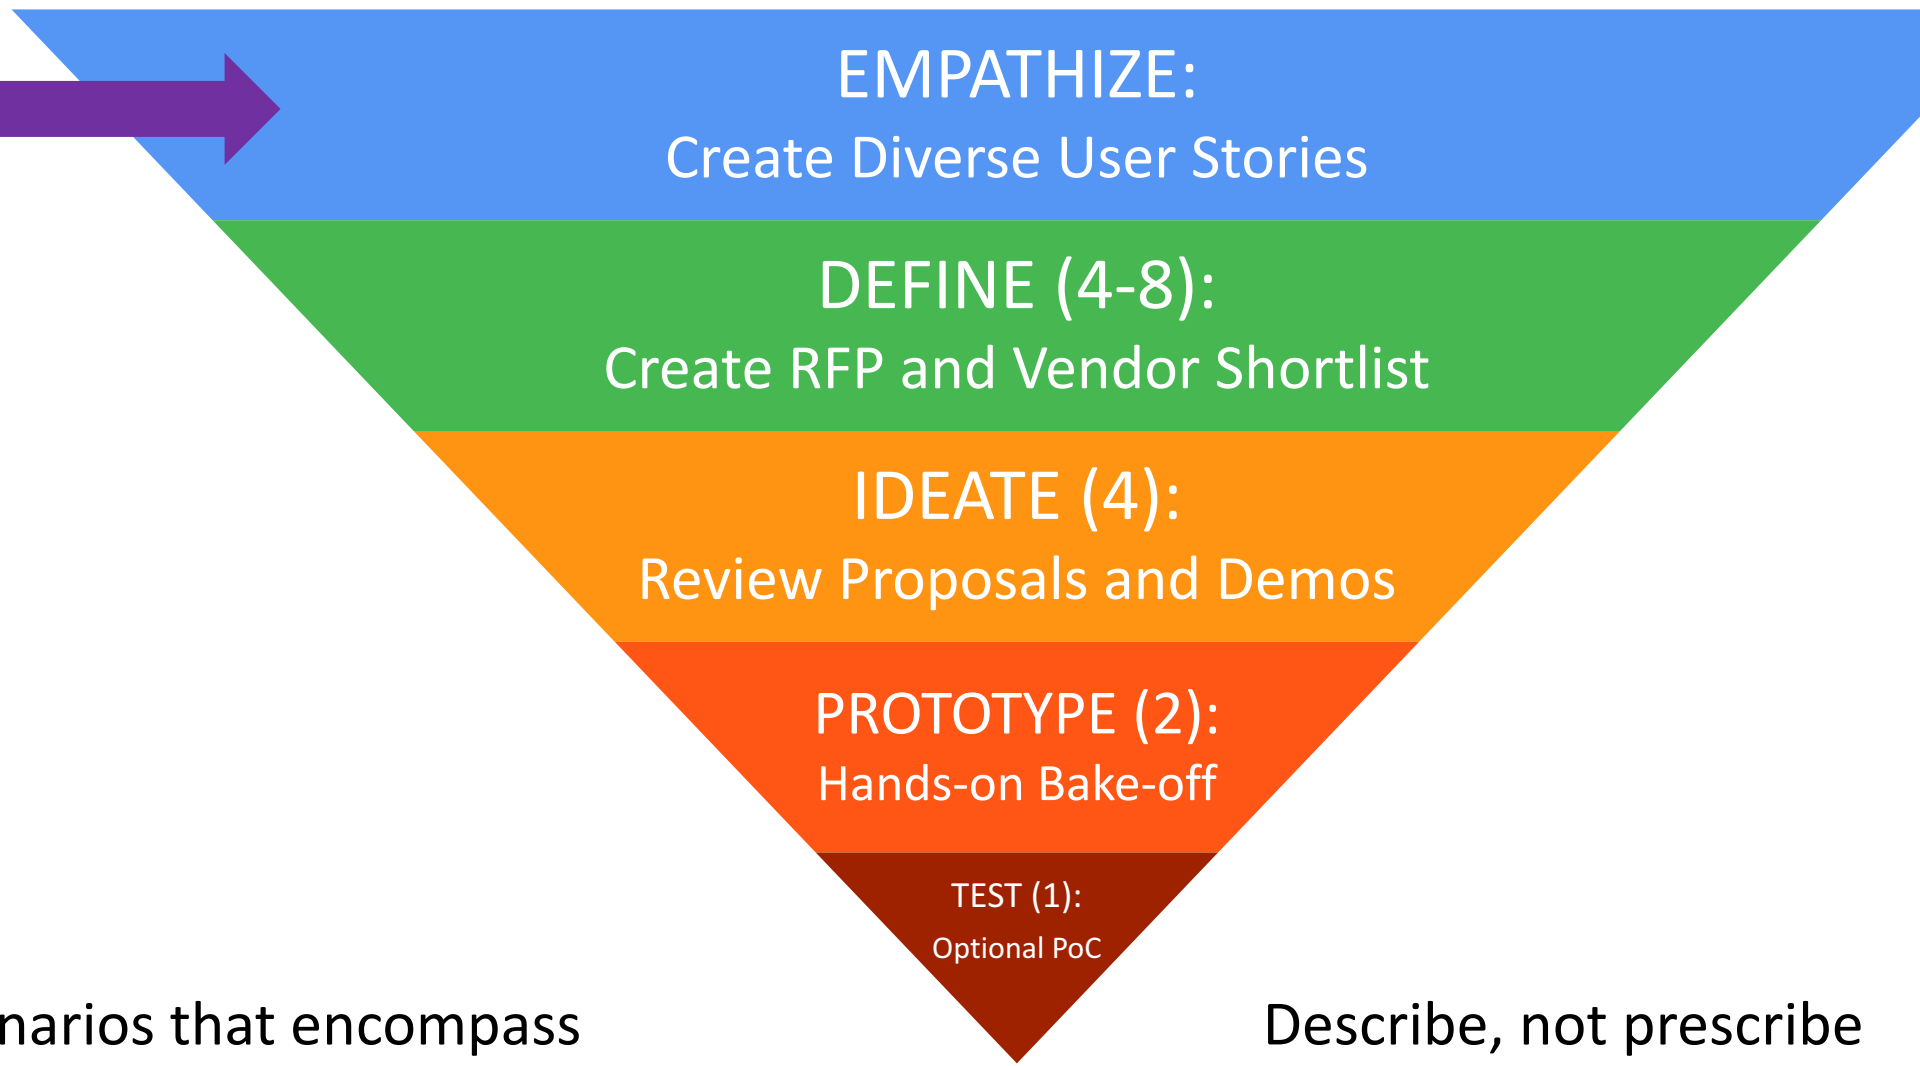 EMPATHIZE:
Create Diverse User Stories
DEFINE (4-8):
Create RFP and Vendor Shortlist
IDEATE (4):
Review Proposals and Demos
PROTOTYPE (2):
Hands-on Bake-off
TEST (1):
Optional PoC
narios that encompass
Describe, not prescribe